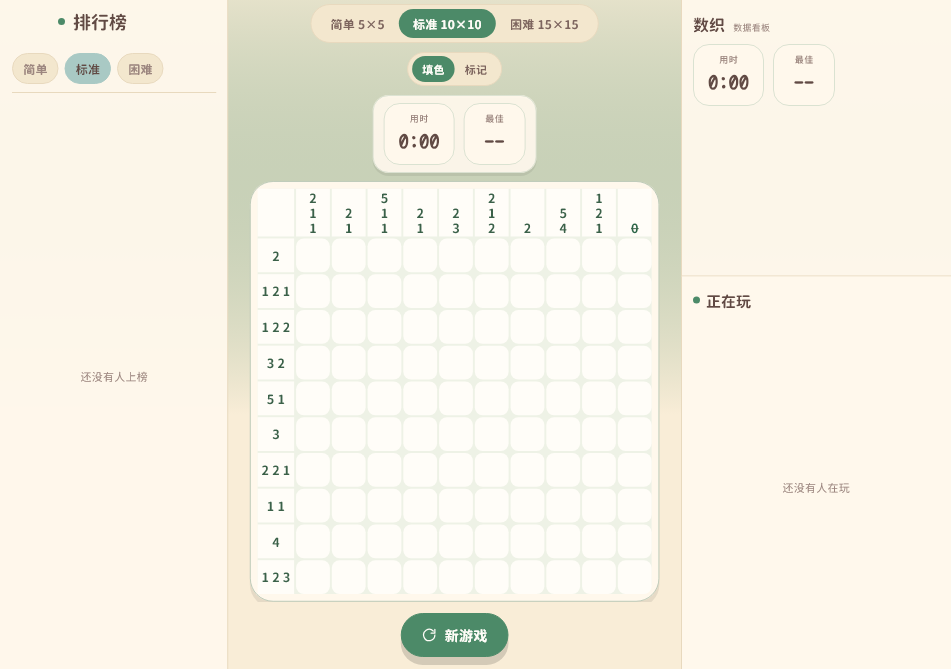 排行榜
简单 标准 困难
还没有人上榜
简单 5×5 标准 10×10 困难 15×15
填色 标记
用时 最佳
0:00 --
2 5 2 1
1 2 1 2 2 1 5 2
1 1 1 1 3 2 2 4 1 0
2
1 2 1
1 2 2
3 2
5 1
3
2 2 1
1 1
4
1 2 3
新游戏
数织 数据看板
用时 最佳
0:00 --
正在玩
还没有人在玩